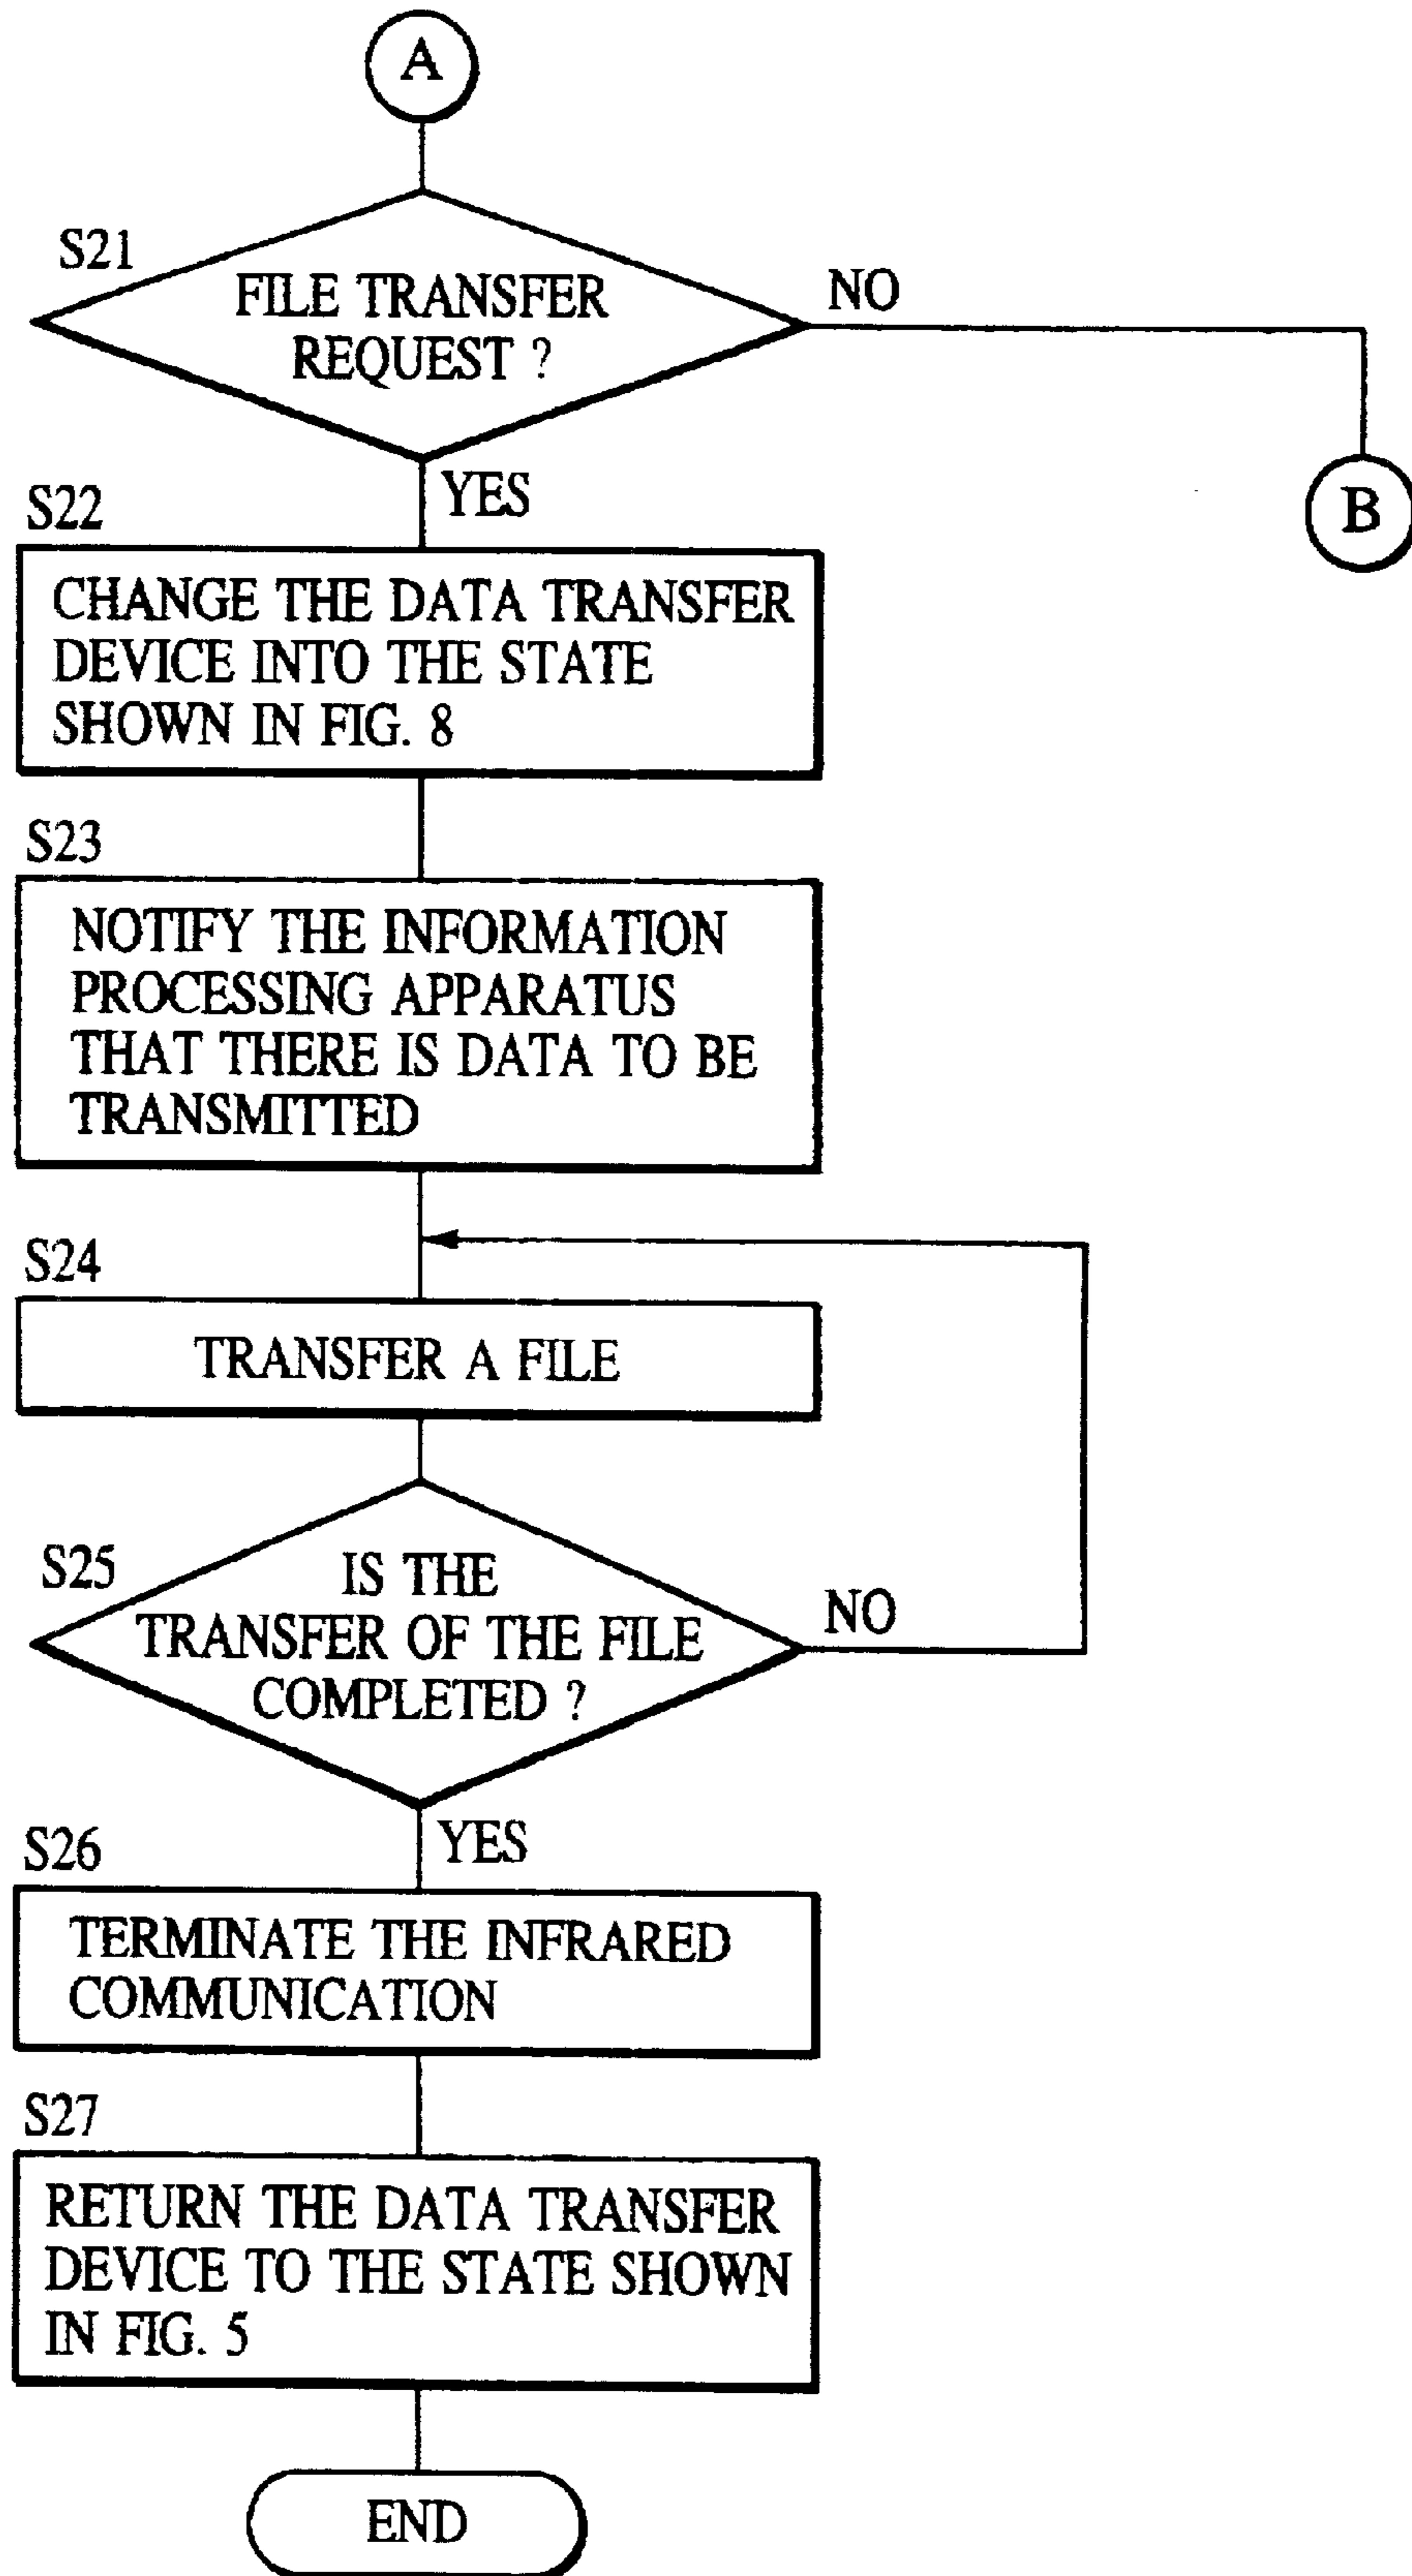 A
S21
FILE TRANSFER
REQUEST ?
NO
YES
B
S22
CHANGE THE DATA TRANSFER
DEVICE INTO THE STATE
SHOWN IN FIG. 8
S23
NOTIFY THE INFORMATION
PROCESSING APPARATUS
THAT THERE IS DATA TO BE
TRANSMITTED
S24
TRANSFER A FILE
S25
IS THE
TRANSFER OF THE FILE
COMPLETED ?
NO
YES
S26
TERMINATE THE INFRARED
COMMUNICATION
S27
RETURN THE DATA TRANSFER
DEVICE TO THE STATE SHOWN
IN FIG. 5
END